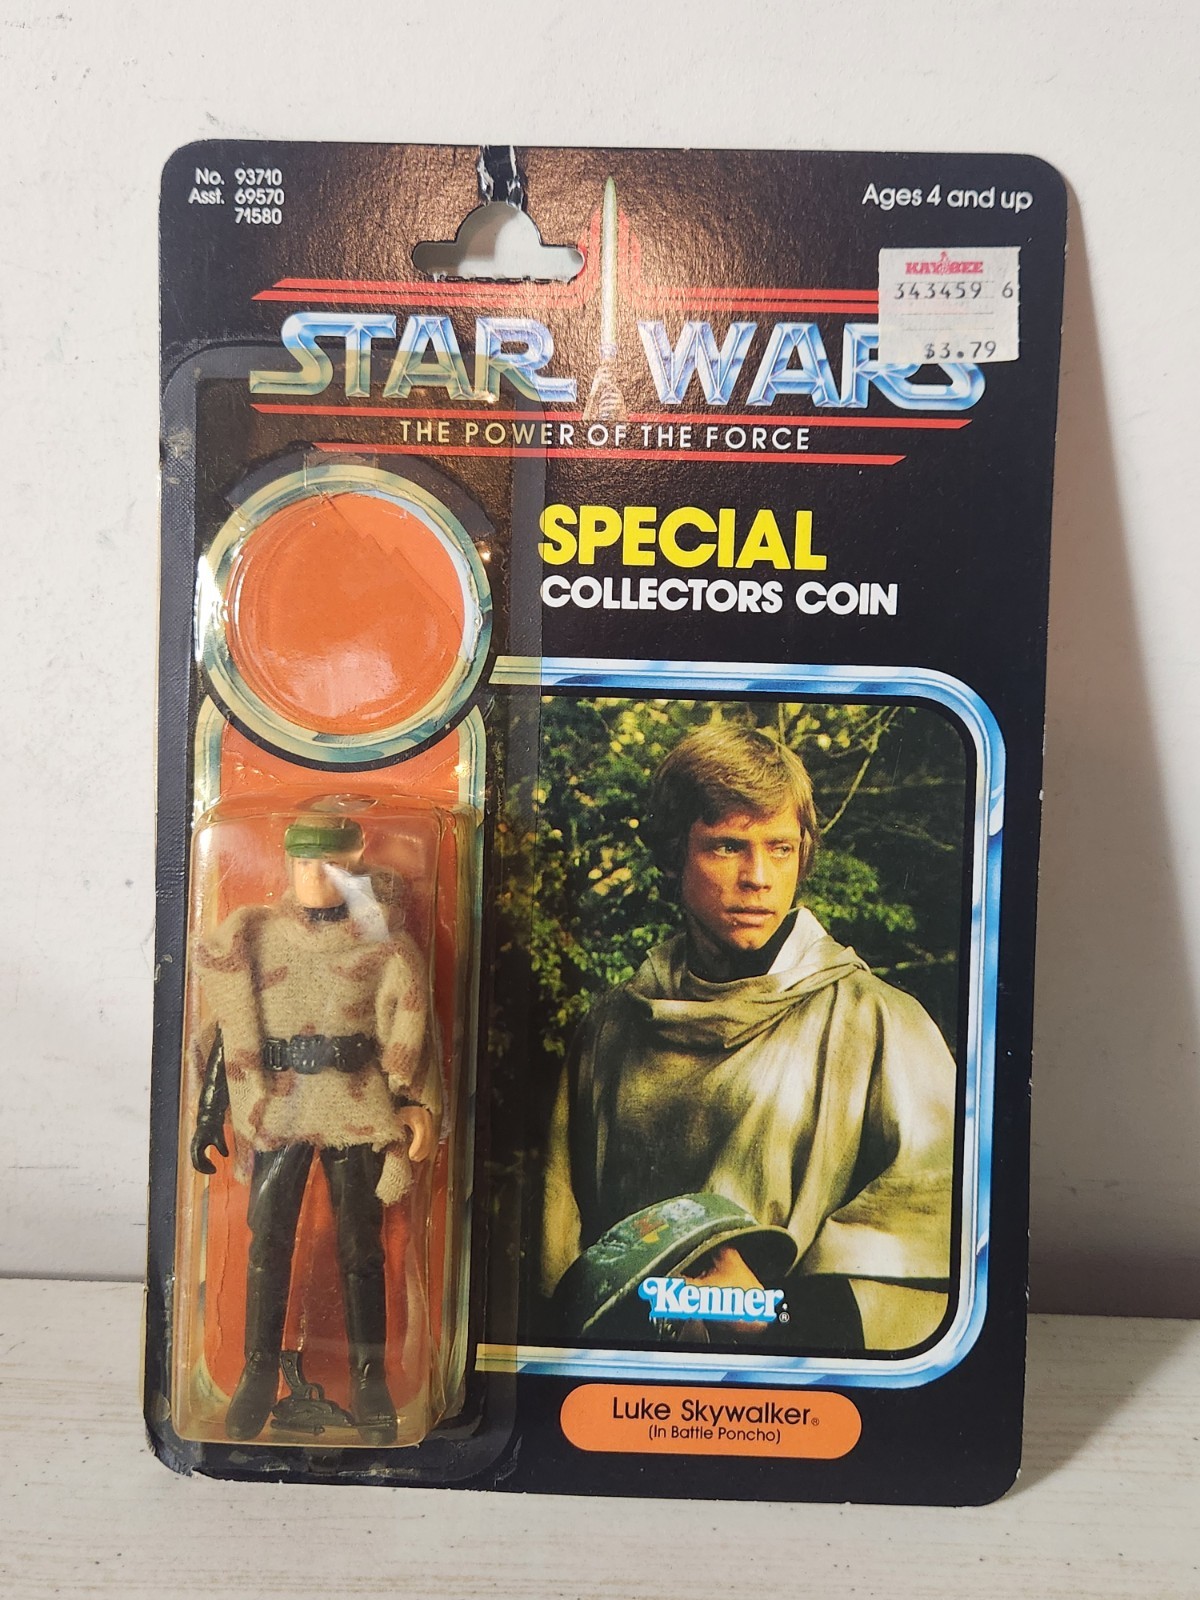 No. 93710
Asst. 69570
71580
Ages 4 and up
KAY BEE
343459 6
$3.79
STAR WARS
THE POWER OF THE FORCE
SPECIAL
COLLECTORS COIN
Kenner®
Luke Skywalker®
(In Battle Poncho)